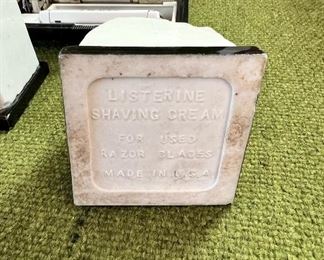 LISTERINE
SHAVING CREAM
FOR USED
RAZOR BLADES
MADE IN U.S.A